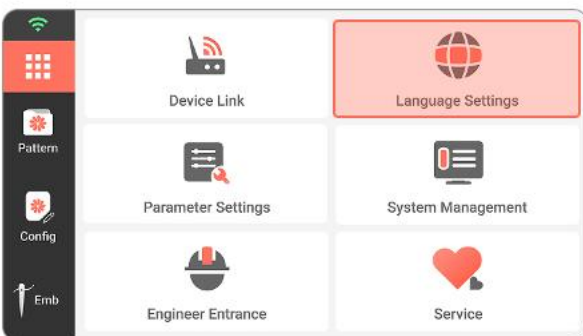 Device Link
Language Settings
Pattern
Parameter Settings
System Management
Config
Emb
Engineer Entrance
Service